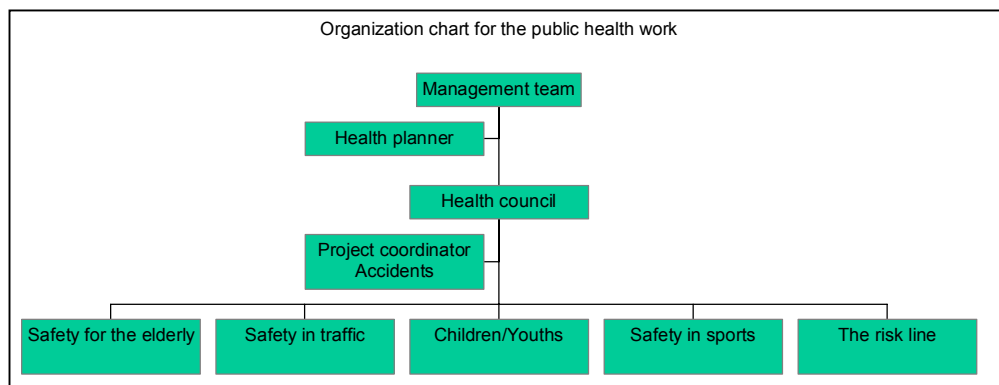 Organization chart for the public health work
Management team
Health planner
Health council
Project coordinator
Accidents
Safety for the elderly
Safety in traffic
Children/Youths
Safety in sports
The risk line